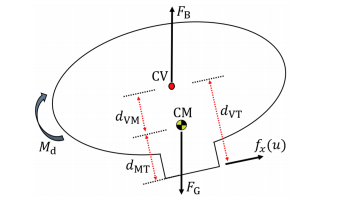 F_B
CV
CM
d_VM
d_VT
d_MT
M_d
f_x(u)
F_G